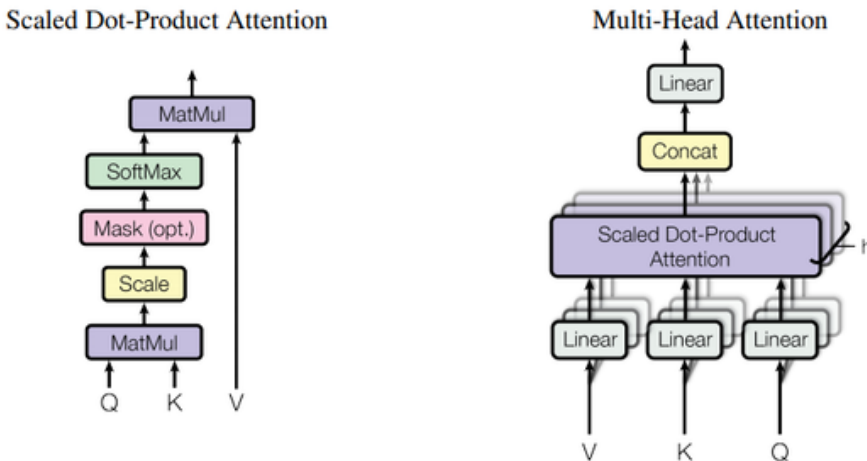 Scaled Dot-Product Attention
MatMul
SoftMax
Mask (opt.)
Scale
MatMul
Q K V
Multi-Head Attention
Linear
Concat
Scaled Dot-Product
Attention
h
Linear Linear Linear
V K Q